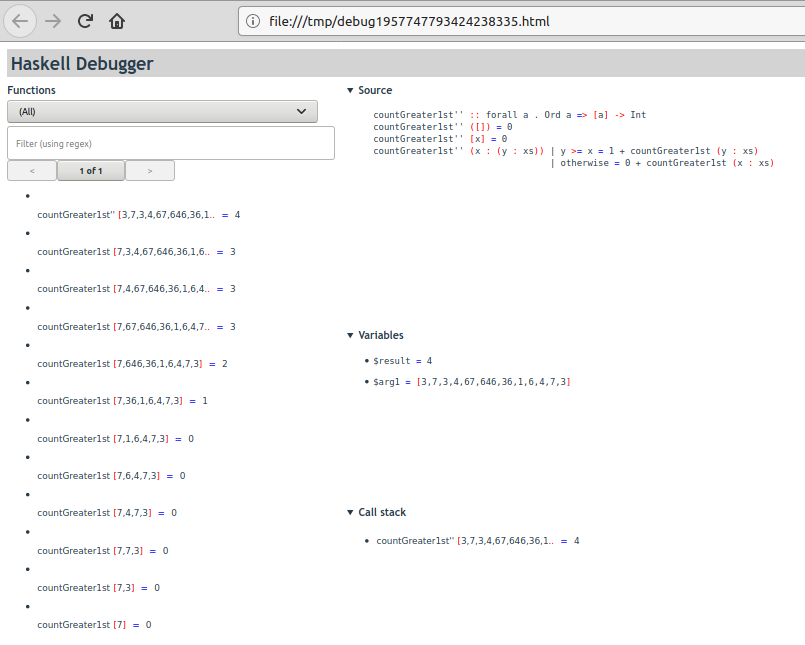 file:///tmp/debug1957747793424238335.html
Haskell Debugger
Functions
(All)
Filter (using regex)
< 1 of 1 >
• countGreater1st'' [3,7,3,4,67,646,36,1.. = 4
• countGreater1st [7,3,4,67,646,36,1,6.. = 3
• countGreater1st [7,4,67,646,36,1,6,4.. = 3
• countGreater1st [7,67,646,36,1,6,4,7.. = 3
• countGreater1st [7,646,36,1,6,4,7,3] = 2
• countGreater1st [7,36,1,6,4,7,3] = 1
• countGreater1st [7,1,6,4,7,3] = 0
• countGreater1st [7,6,4,7,3] = 0
• countGreater1st [7,4,7,3] = 0
• countGreater1st [7,7,3] = 0
• countGreater1st [7,3] = 0
• countGreater1st [7] = 0
▼ Source
countGreater1st'' :: forall a . Ord a => [a] -> Int
countGreater1st'' ([]) = 0
countGreater1st'' [x] = 0
countGreater1st'' (x : (y : xs)) | y >= x = 1 + countGreater1st (y : xs)
| otherwise = 0 + countGreater1st (x : xs)
▼ Variables
• $result = 4
• $arg1 = [3,7,3,4,67,646,36,1,6,4,7,3]
▼ Call stack
• countGreater1st'' [3,7,3,4,67,646,36,1.. = 4